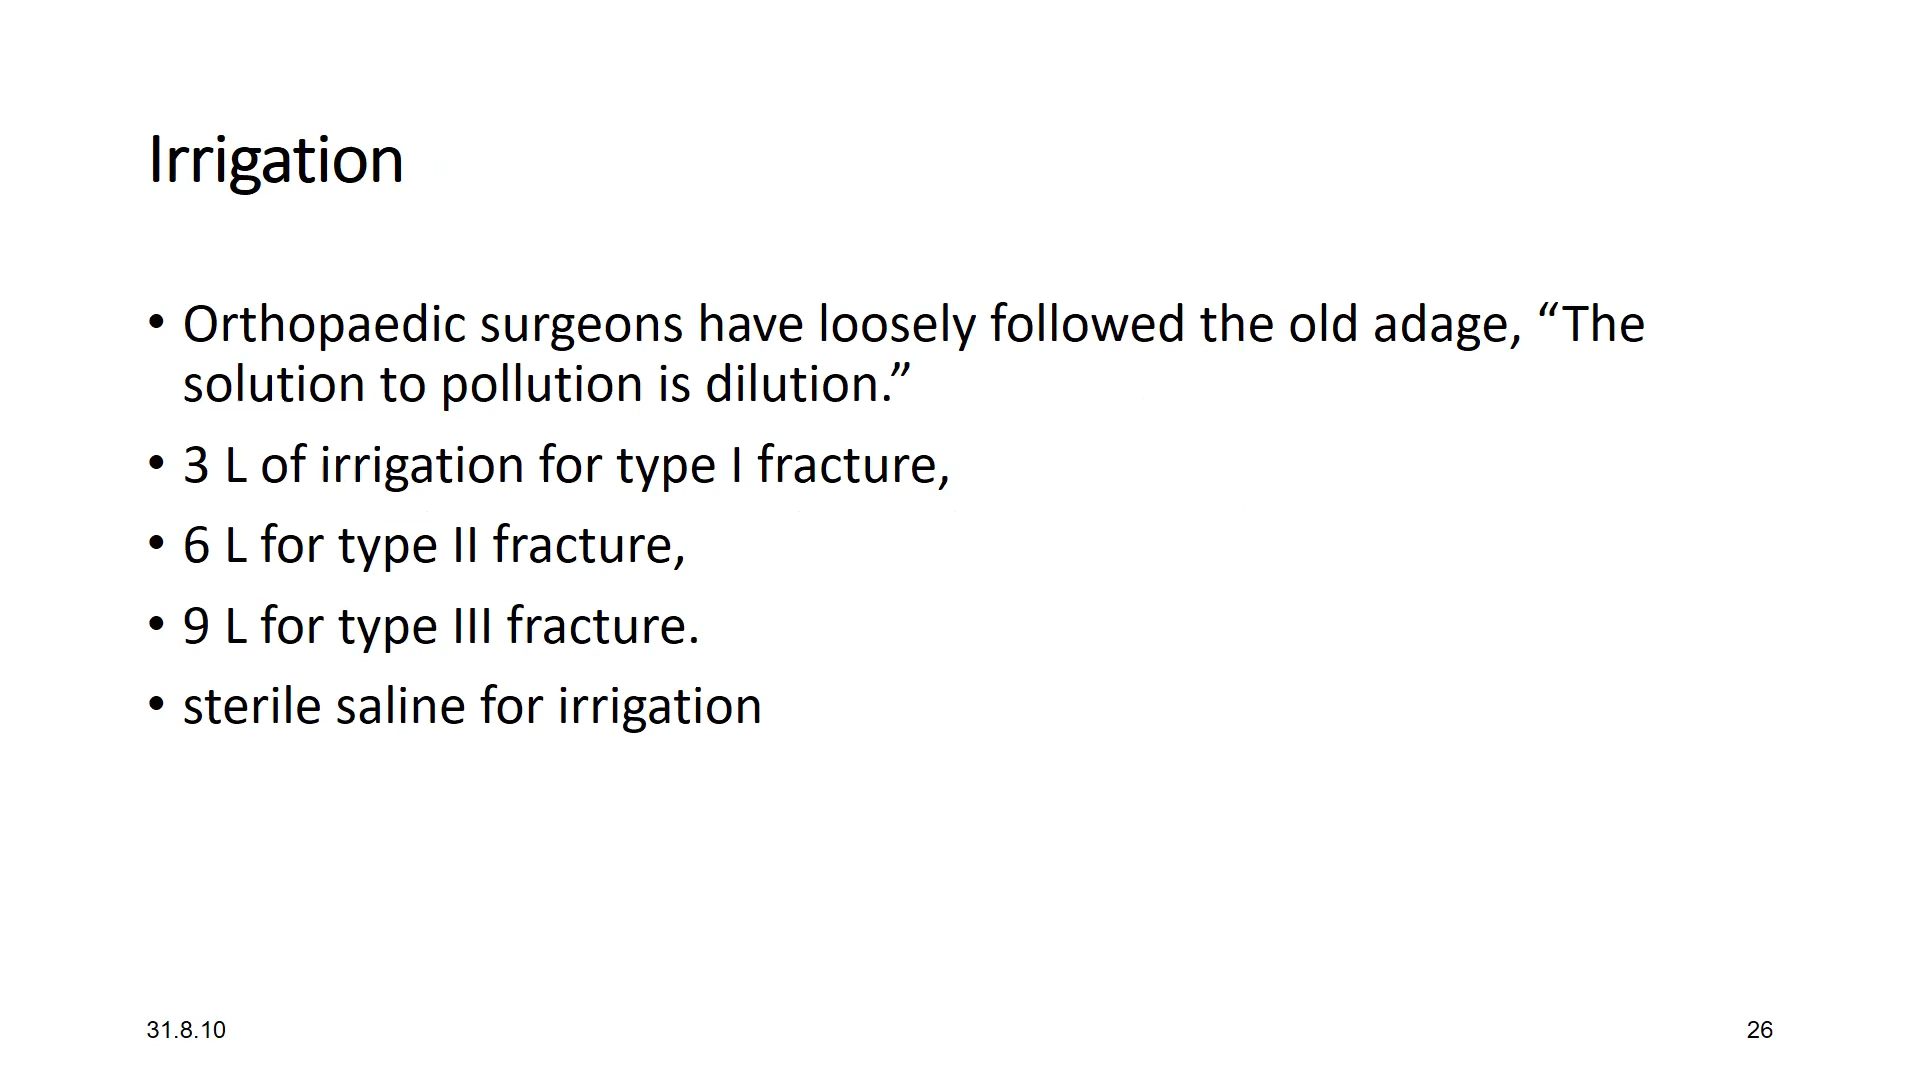 Irrigation
• Orthopaedic surgeons have loosely followed the old adage, “The
solution to pollution is dilution.”
• 3 L of irrigation for type I fracture,
• 6 L for type II fracture,
• 9 L for type III fracture.
• sterile saline for irrigation
31.8.10
26